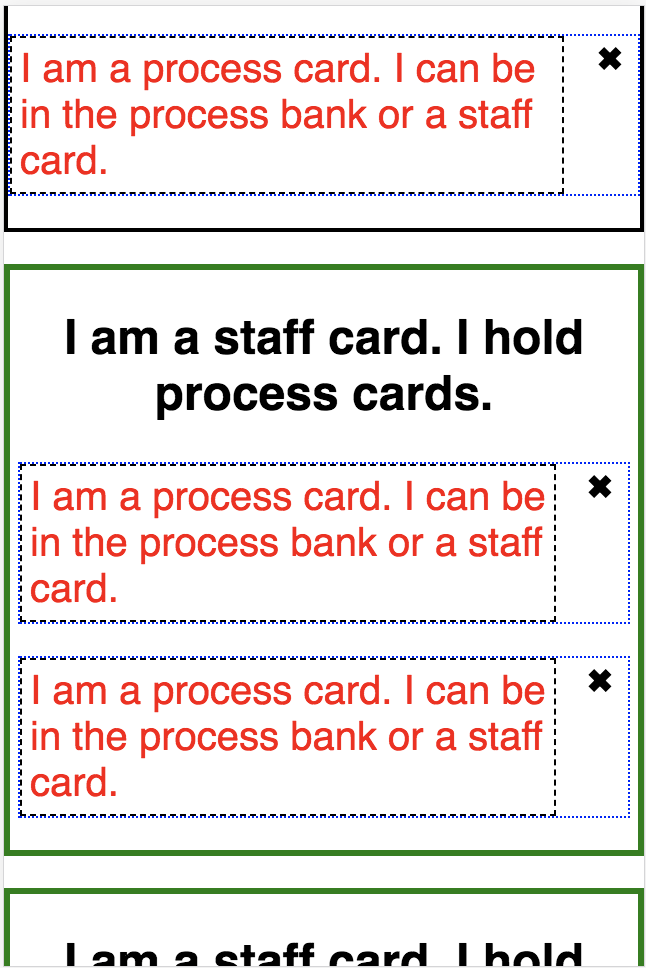 I am a process card. I can be ✖
in the process bank or a staff
card.
I am a staff card. I hold
process cards.
I am a process card. I can be ✖
in the process bank or a staff
card.
I am a process card. I can be ✖
in the process bank or a staff
card.
I am a staff card. I hold